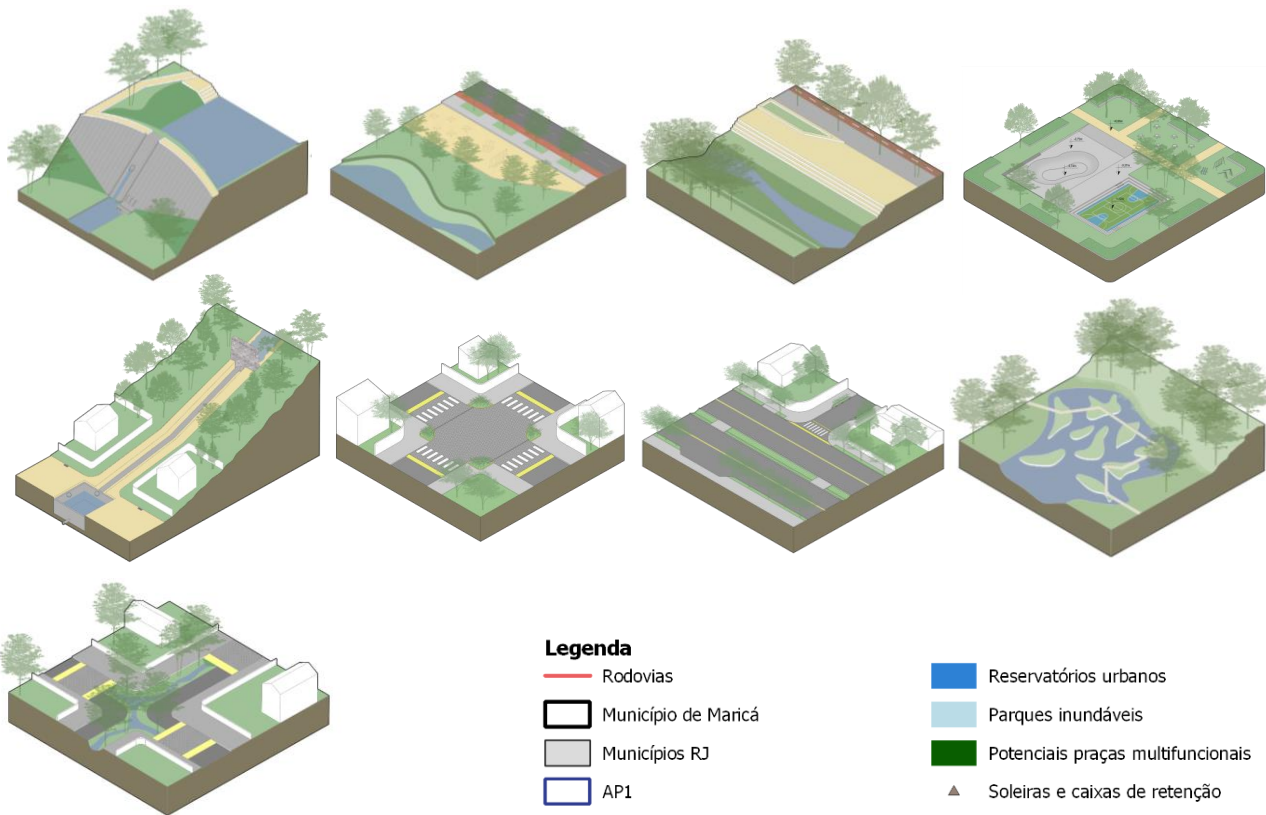 Legenda
Rodovias
Município de Maricá
Municípios RJ
AP1
Reservatórios urbanos
Parques inundáveis
Potenciais praças multifuncionais
Soleiras e caixas de retenção